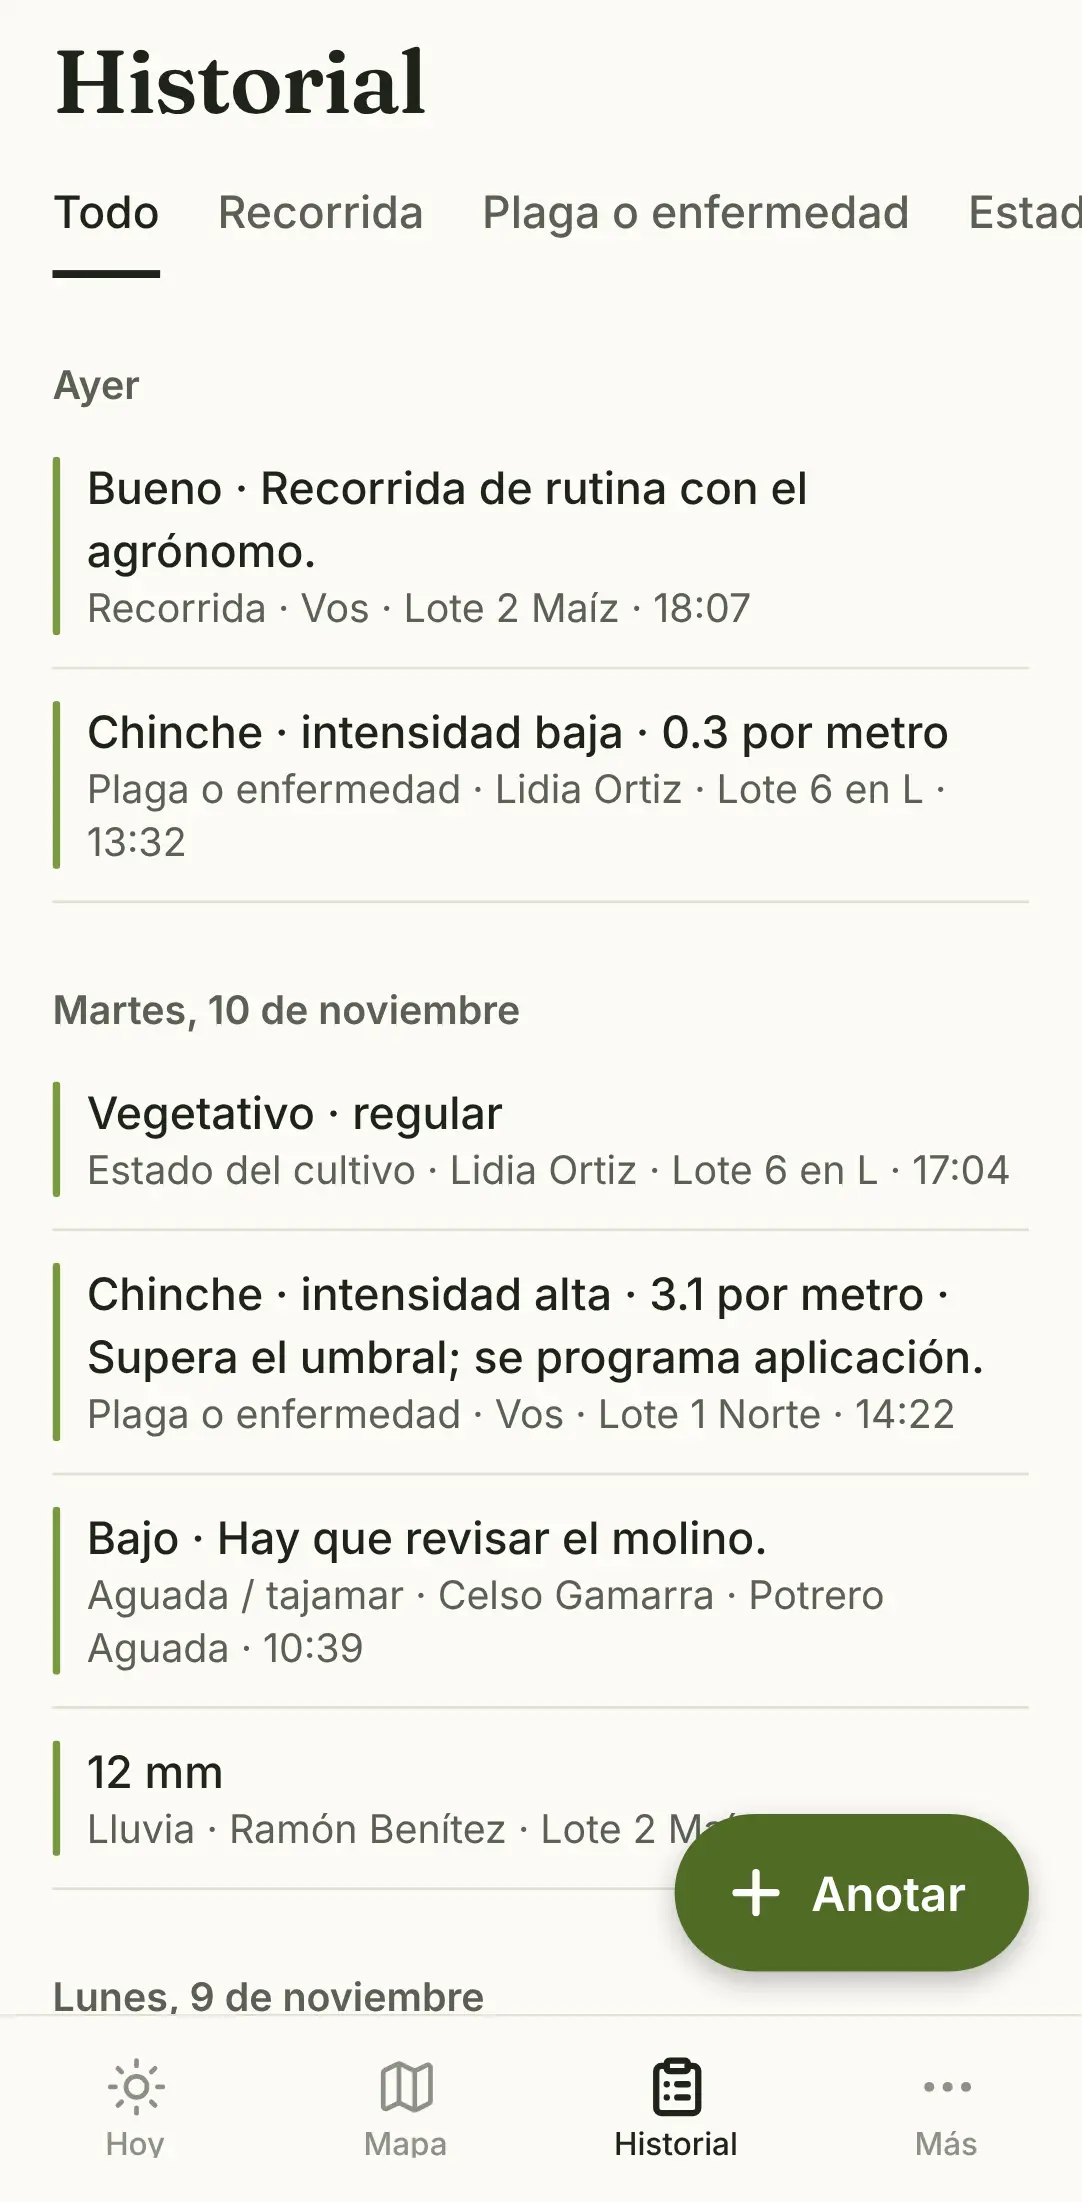 Historial
Todo Recorrida Plaga o enfermedad Estad
Ayer
Bueno · Recorrida de rutina con el
agrónomo.
Recorrida · Vos · Lote 2 Maíz · 18:07
Chinche · intensidad baja · 0.3 por metro
Plaga o enfermedad · Lidia Ortiz · Lote 6 en L ·
13:32
Martes, 10 de noviembre
Vegetativo · regular
Estado del cultivo · Lidia Ortiz · Lote 6 en L · 17:04
Chinche · intensidad alta · 3.1 por metro ·
Supera el umbral; se programa aplicación.
Plaga o enfermedad · Vos · Lote 1 Norte · 14:22
Bajo · Hay que revisar el molino.
Aguada / tajamar · Celso Gamarra · Potrero
Aguada · 10:39
12 mm
Lluvia · Ramón Benítez · Lote 2
Anotar
Lunes, 9 de noviembre
Hoy Mapa Historial Más